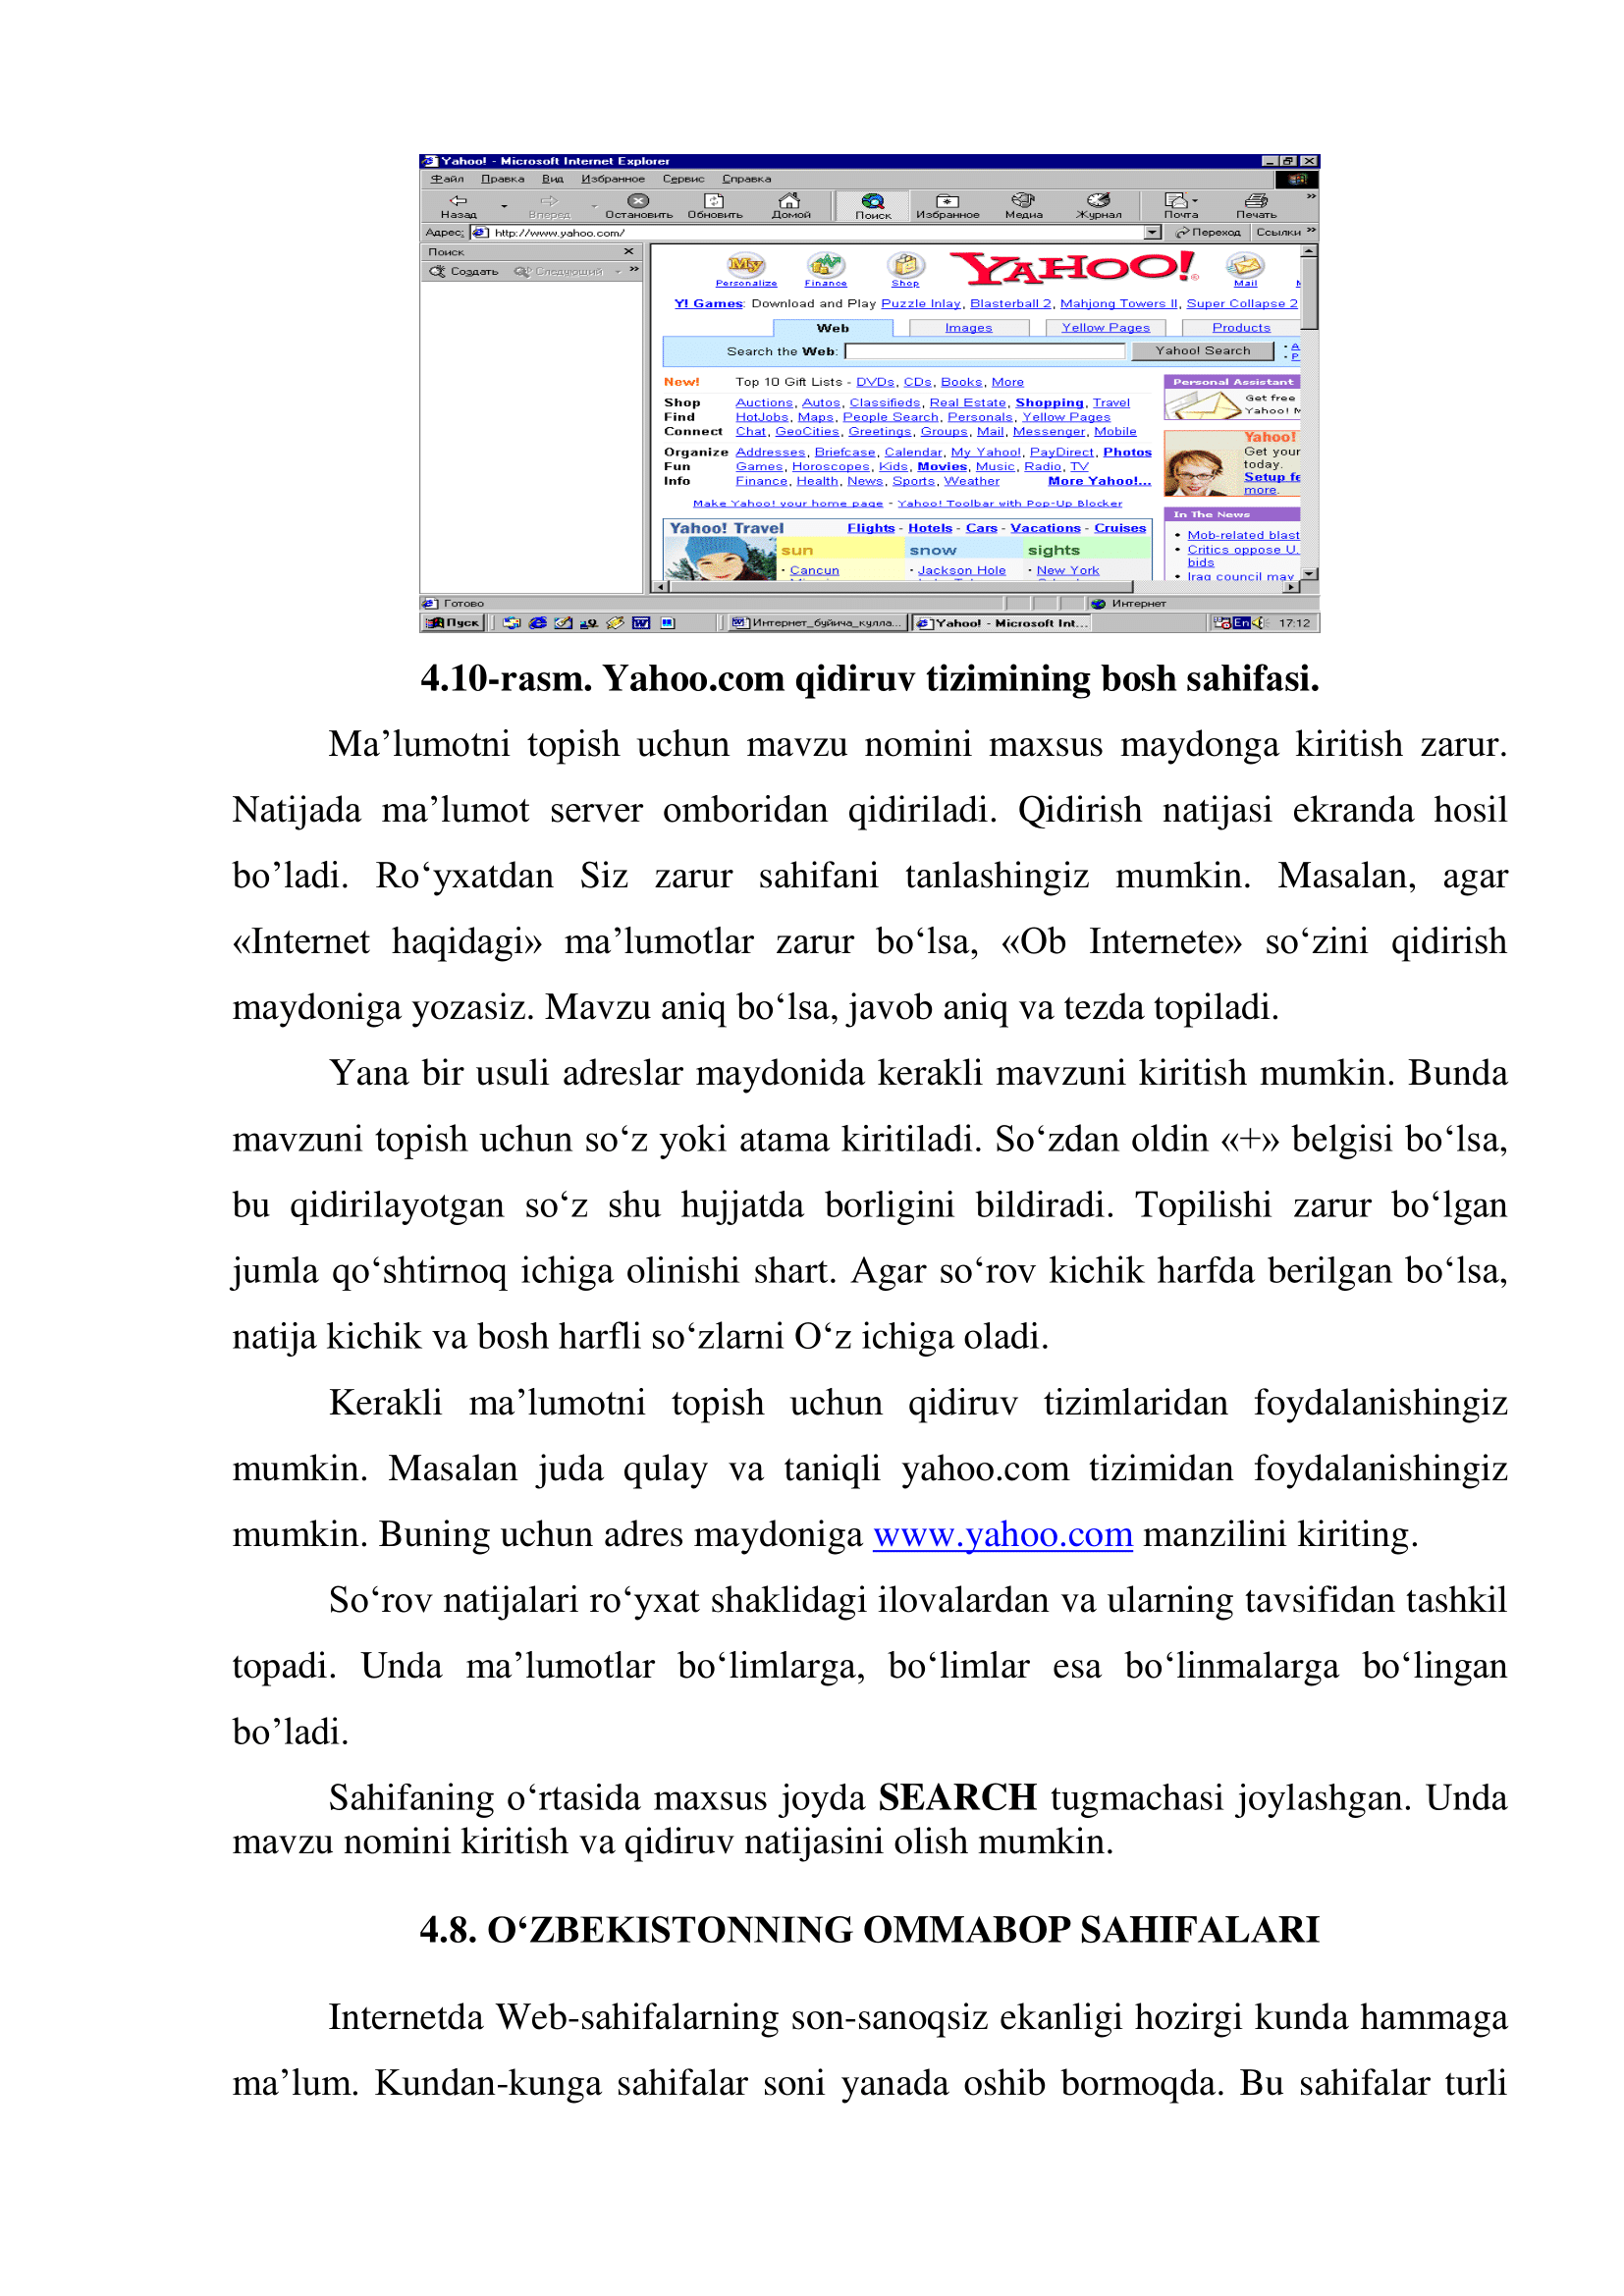 Yahoo! - Microsoft Internet Explorer
Файл Правка Вид Избранное Сервис Справка
Назад Вперед Остановить Обновить Домой Поиск Избранное Медиа Журнал Почта Печать »
Адрес: http://www.yahoo.com/ Переход Ссылки »
Поиск
Создать Следующий »
My YAHOO!
Personalize Finance Shop Mail
Y! Games: Download and Play Puzzle Inlay, Blasterball 2, Mahjong Towers II, Super Collapse 2
Web Images Yellow Pages Products
Search the Web: Yahoo! Search
New! Top 10 Gift Lists - DVDs, CDs, Books, More
Shop Auctions, Autos, Classifieds, Real Estate, Shopping, Travel
Find HotJobs, Maps, People Search, Personals, Yellow Pages
Connect Chat, GeoCities, Greetings, Groups, Mail, Messenger, Mobile
Organize Addresses, Briefcase, Calendar, My Yahoo!, PayDirect, Photos
Fun Games, Horoscopes, Kids, Movies, Music, Radio, TV
Info Finance, Health, News, Sports, Weather More Yahoo!...
Make Yahoo! your home page - Yahoo! Toolbar with Pop-Up Blocker
Yahoo! Travel Flights - Hotels - Cars - Vacations - Cruises
sun snow sights
· Cancun · Jackson Hole · New York
Personal Assistant
Get free
Yahoo! M
Yahoo!
Get your
today.
Setup fe
more.
In The News
• Mob-related blast
• Critics oppose U.
bids
• Iraq council may
Готово Интернет
Пуск Интернет_буйича_кулла... Yahoo! - Microsoft Int... En 17:12
4.10-rasm. Yahoo.com qidiruv tizimining bosh sahifasi.
Ma’lumotni topish uchun mavzu nomini maxsus maydonga kiritish zarur.
Natijada ma’lumot server omboridan qidiriladi. Qidirish natijasi ekranda hosil
bo’ladi. Ro‘yxatdan Siz zarur sahifani tanlashingiz mumkin. Masalan, agar
«Internet haqidagi» ma’lumotlar zarur bo‘lsa, «Ob Internete» so‘zini qidirish
maydoniga yozasiz. Mavzu aniq bo‘lsa, javob aniq va tezda topiladi.
Yana bir usuli adreslar maydonida kerakli mavzuni kiritish mumkin. Bunda
mavzuni topish uchun so‘z yoki atama kiritiladi. So‘zdan oldin «+» belgisi bo‘lsa,
bu qidirilayotgan so‘z shu hujjatda borligini bildiradi. Topilishi zarur bo‘lgan
jumla qo‘shtirnoq ichiga olinishi shart. Agar so‘rov kichik harfda berilgan bo‘lsa,
natija kichik va bosh harfli so‘zlarni O‘z ichiga oladi.
Kerakli ma’lumotni topish uchun qidiruv tizimlaridan foydalanishingiz
mumkin. Masalan juda qulay va taniqli yahoo.com tizimidan foydalanishingiz
mumkin. Buning uchun adres maydoniga www.yahoo.com manzilini kiriting.
So‘rov natijalari ro‘yxat shaklidagi ilovalardan va ularning tavsifidan tashkil
topadi. Unda ma’lumotlar bo‘limlarga, bo‘limlar esa bo‘linmalarga bo‘lingan
bo’ladi.
Sahifaning o‘rtasida maxsus joyda SEARCH tugmachasi joylashgan. Unda
mavzu nomini kiritish va qidiruv natijasini olish mumkin.
4.8. O‘ZBEKISTONNING OMMABOP SAHIFALARI
Internetda Web-sahifalarning son-sanoqsiz ekanligi hozirgi kunda hammaga
ma’lum. Kundan-kunga sahifalar soni yanada oshib bormoqda. Bu sahifalar turli